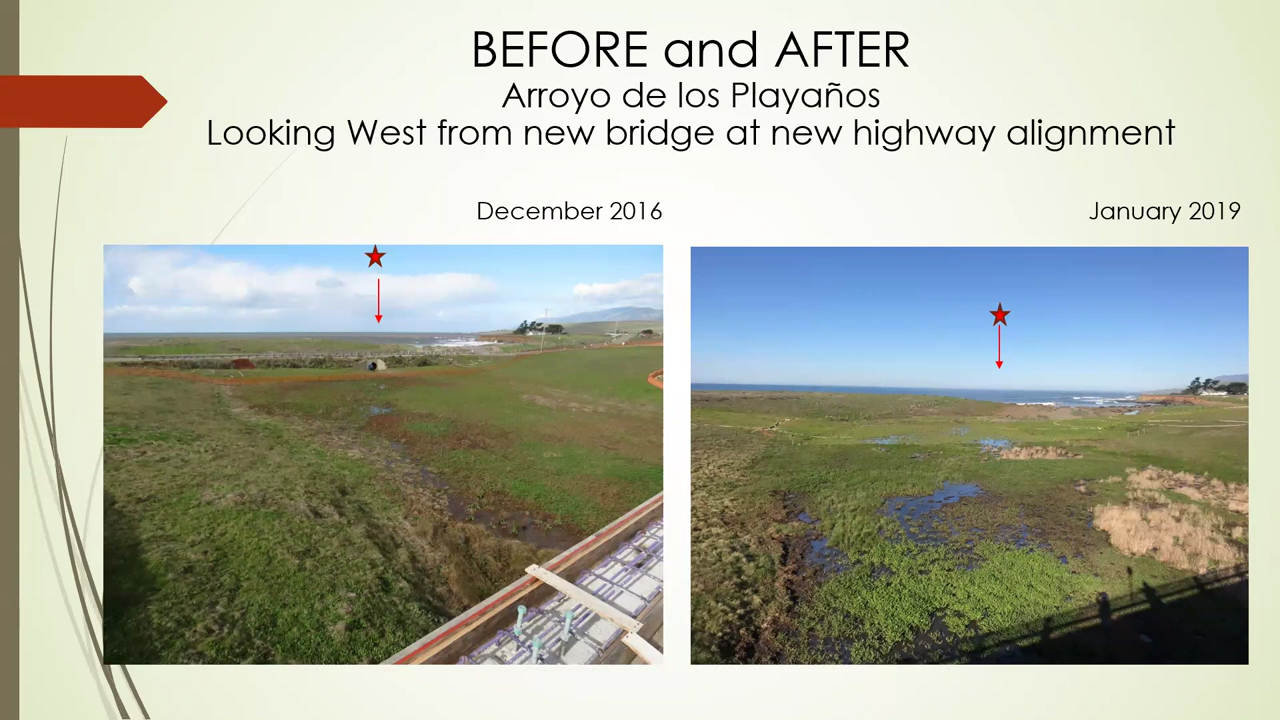 BEFORE and AFTER
Arroyo de los Playaños
Looking West from new bridge at new highway alignment
December 2016
January 2019